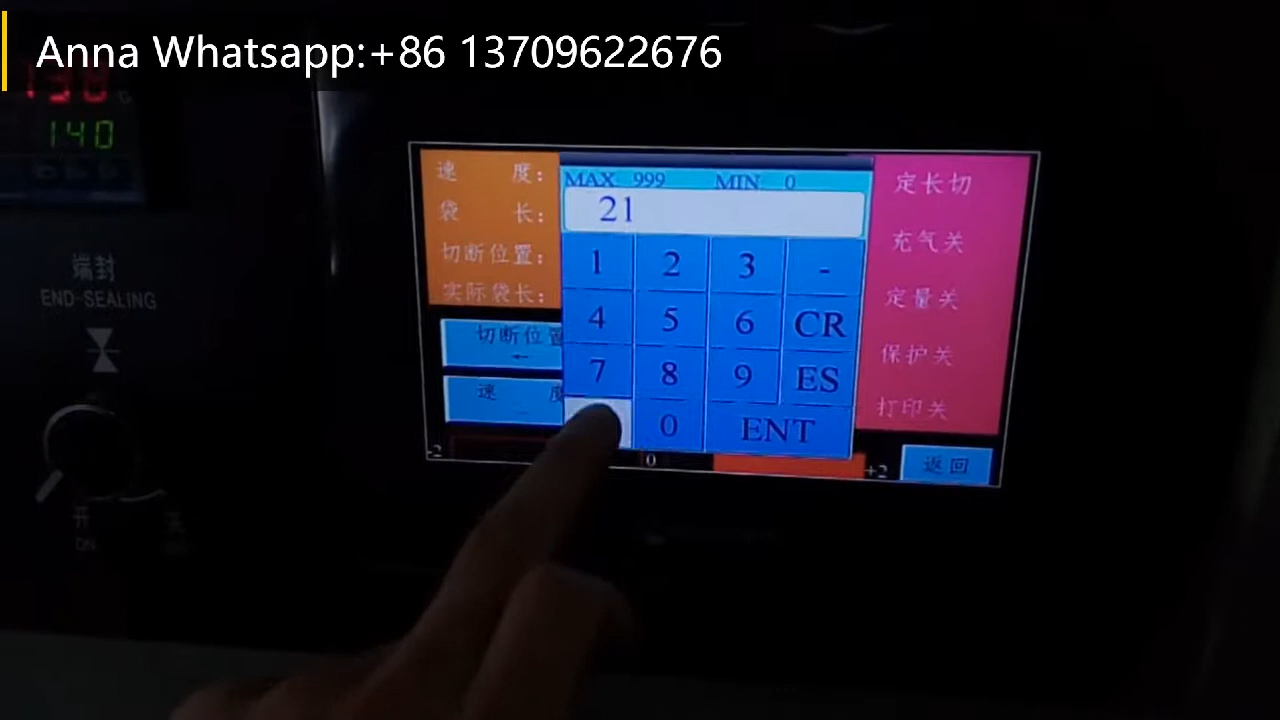 Anna Whatsapp:+86 13709622676
138
140
端封
END-SEALING
开
ON
速 度:
袋 长:
切断位置:
实际袋长:
切断位置
←
速 度
MAX 999 MIN 0
21
1 2 3 -
4 5 6 CR
7 8 9 ES
0 ENT
定长切
充气关
定量关
保护关
打印关
-2 0 +2
返回